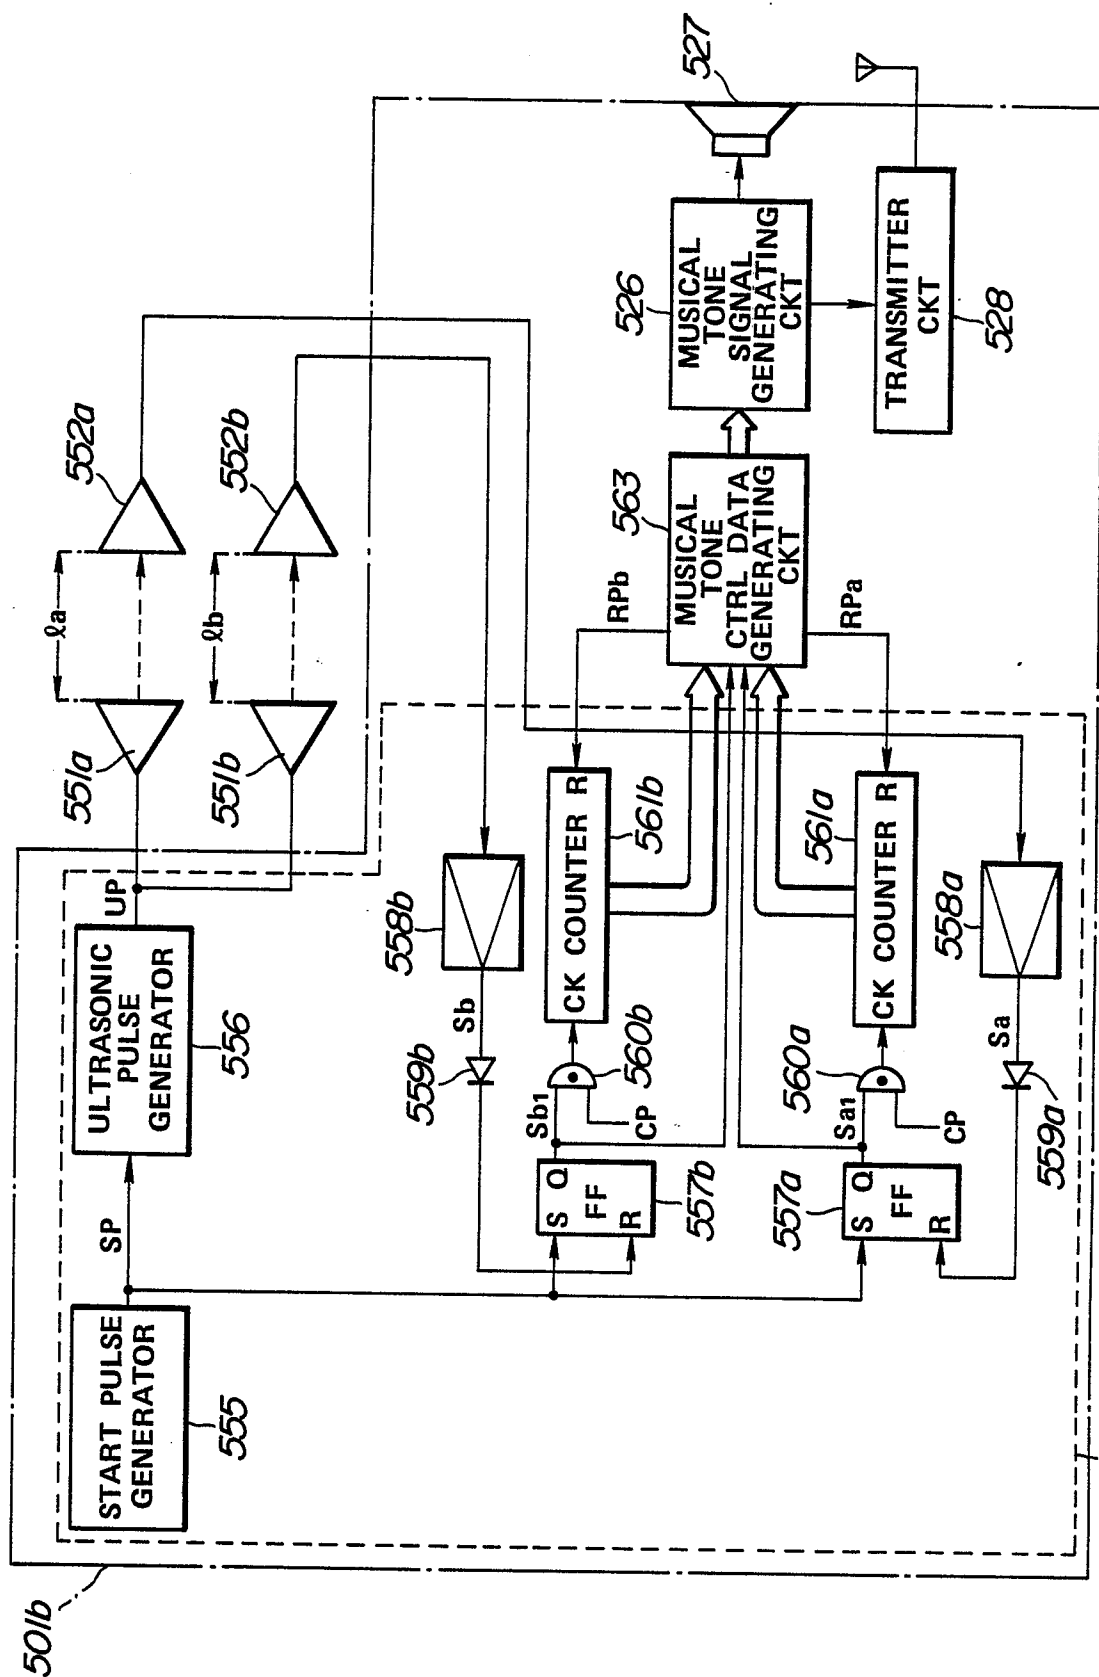 501b
START PULSE
GENERATOR
555
SP
ULTRASONIC
PULSE
GENERATOR
556
UP
551a
551b
ℓa
ℓb
552a
552b
S Q
FF
R
557b
Sb1
CP
560b
559b
Sb
558b
CK COUNTER R
561b
RPb
S Q
FF
R
557a
Sa1
CP
560a
559a
Sa
558a
CK COUNTER R
561a
RPa
MUSICAL
TONE
CTRL DATA
GENERATING
CKT
563
MUSICAL
TONE
SIGNAL
GENERATING
CKT
526
527
TRANSMITTER
CKT
528